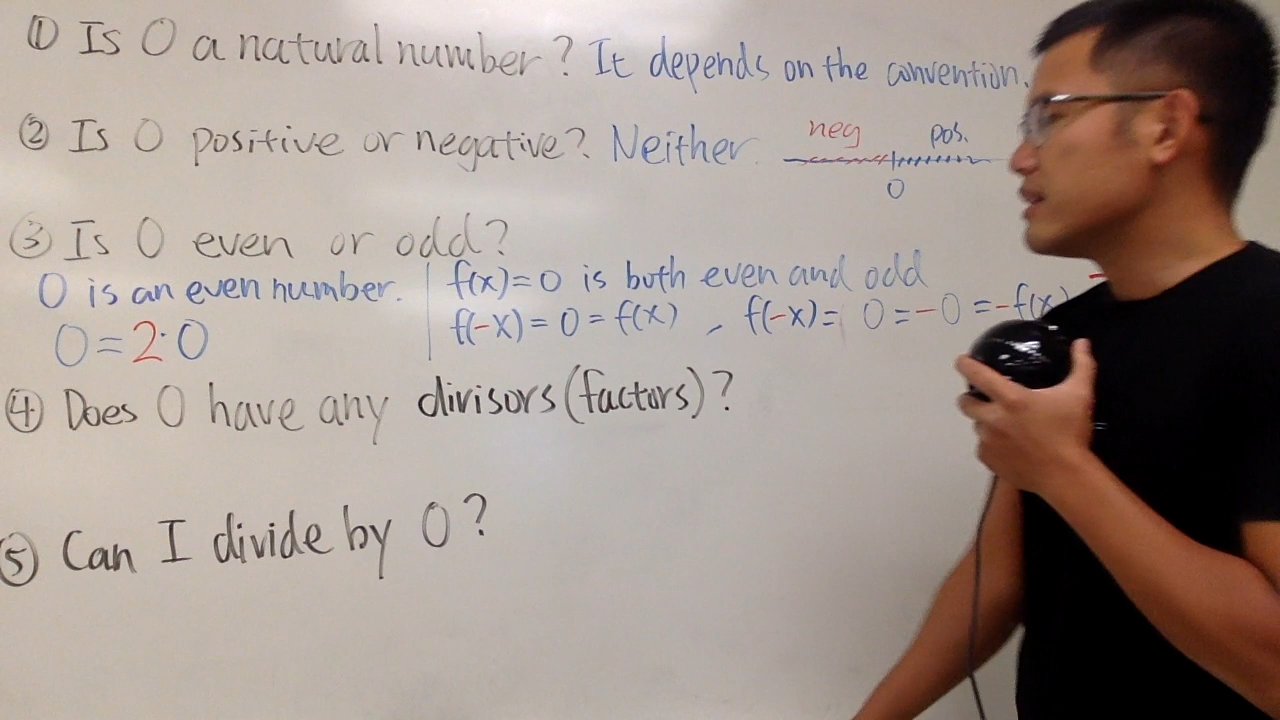 ① Is 0 a natural number? It depends on the convention.
② Is 0 positive or negative? Neither.
neg pos.
0
③ Is 0 even or odd?
0 is an even number.
0 = 2·0
f(x)=0 is both even and odd
f(-x)=0=f(x), f(-x)=0=-0=-f(x)
④ Does 0 have any divisors (factors)?
⑤ Can I divide by 0?